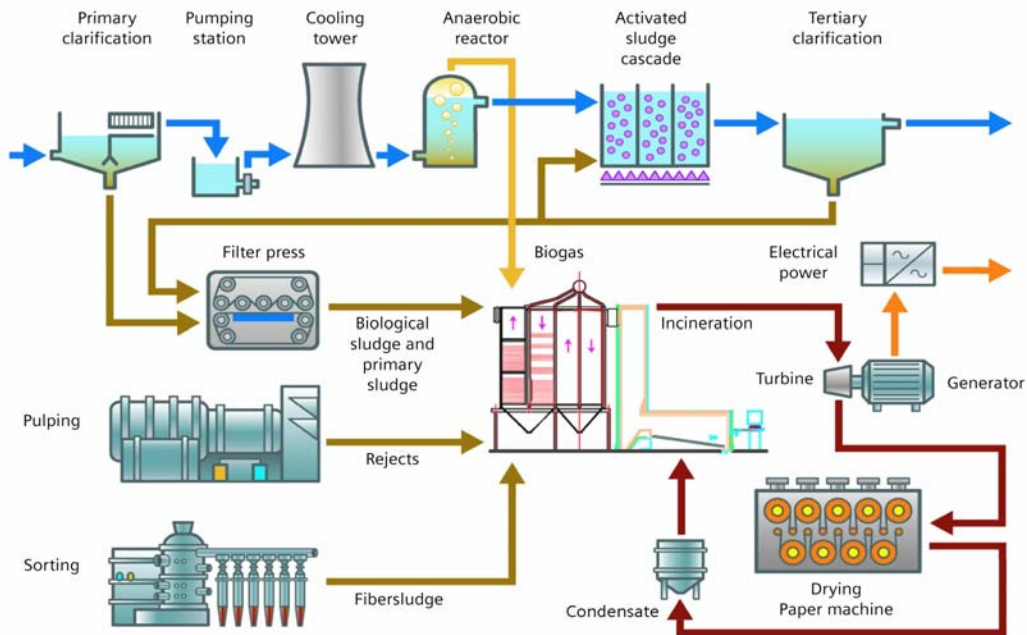 Primary
clarification
Pumping
station
Cooling
tower
Anaerobic
reactor
Activated
sludge
cascade
Tertiary
clarification
Filter press
Biogas
Electrical
power
Biological
sludge and
primary
sludge
Incineration
Turbine
Generator
Pulping
Rejects
Sorting
Fibersludge
Condensate
Drying
Paper machine